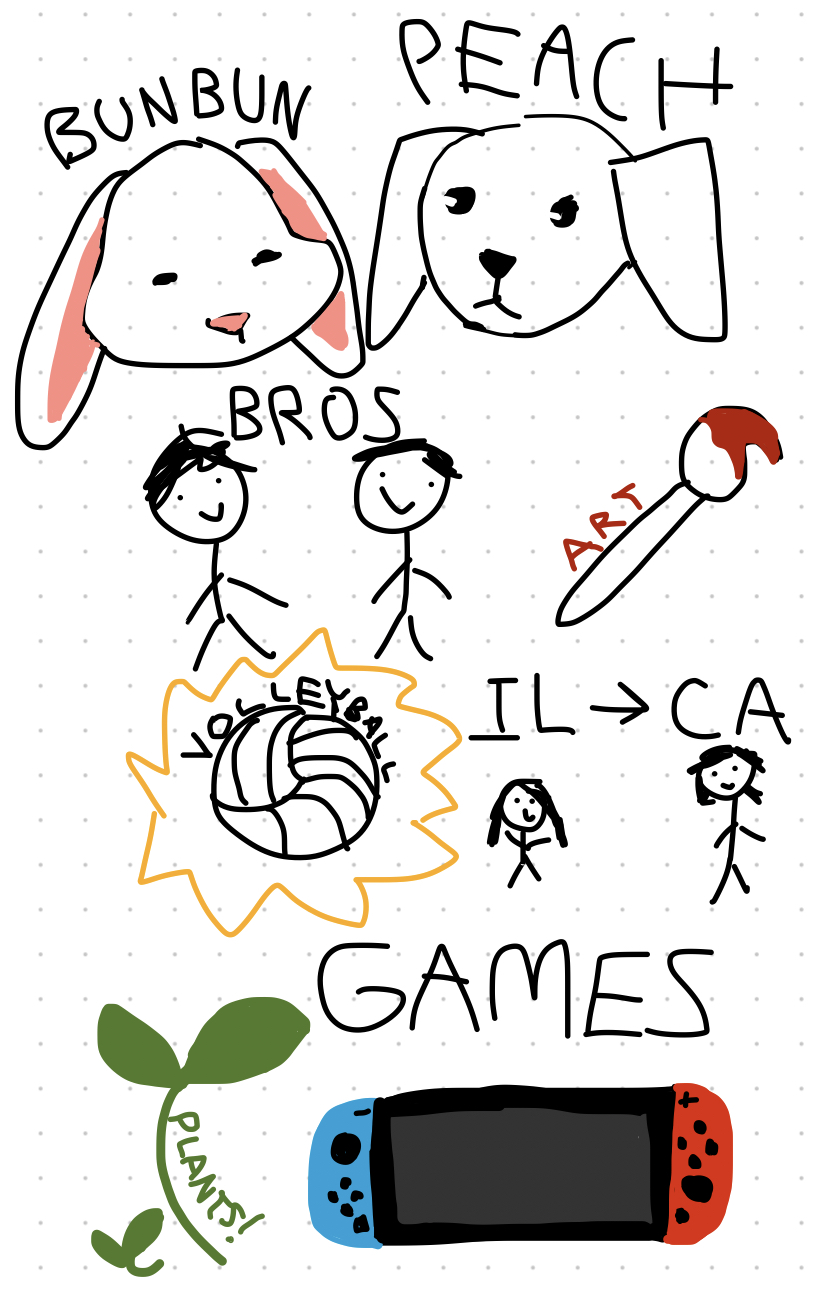 PEACH
BUNBUN
BROS
ART
VOLLEYBALL
IL → CA
GAMES
PLANTS!
- +